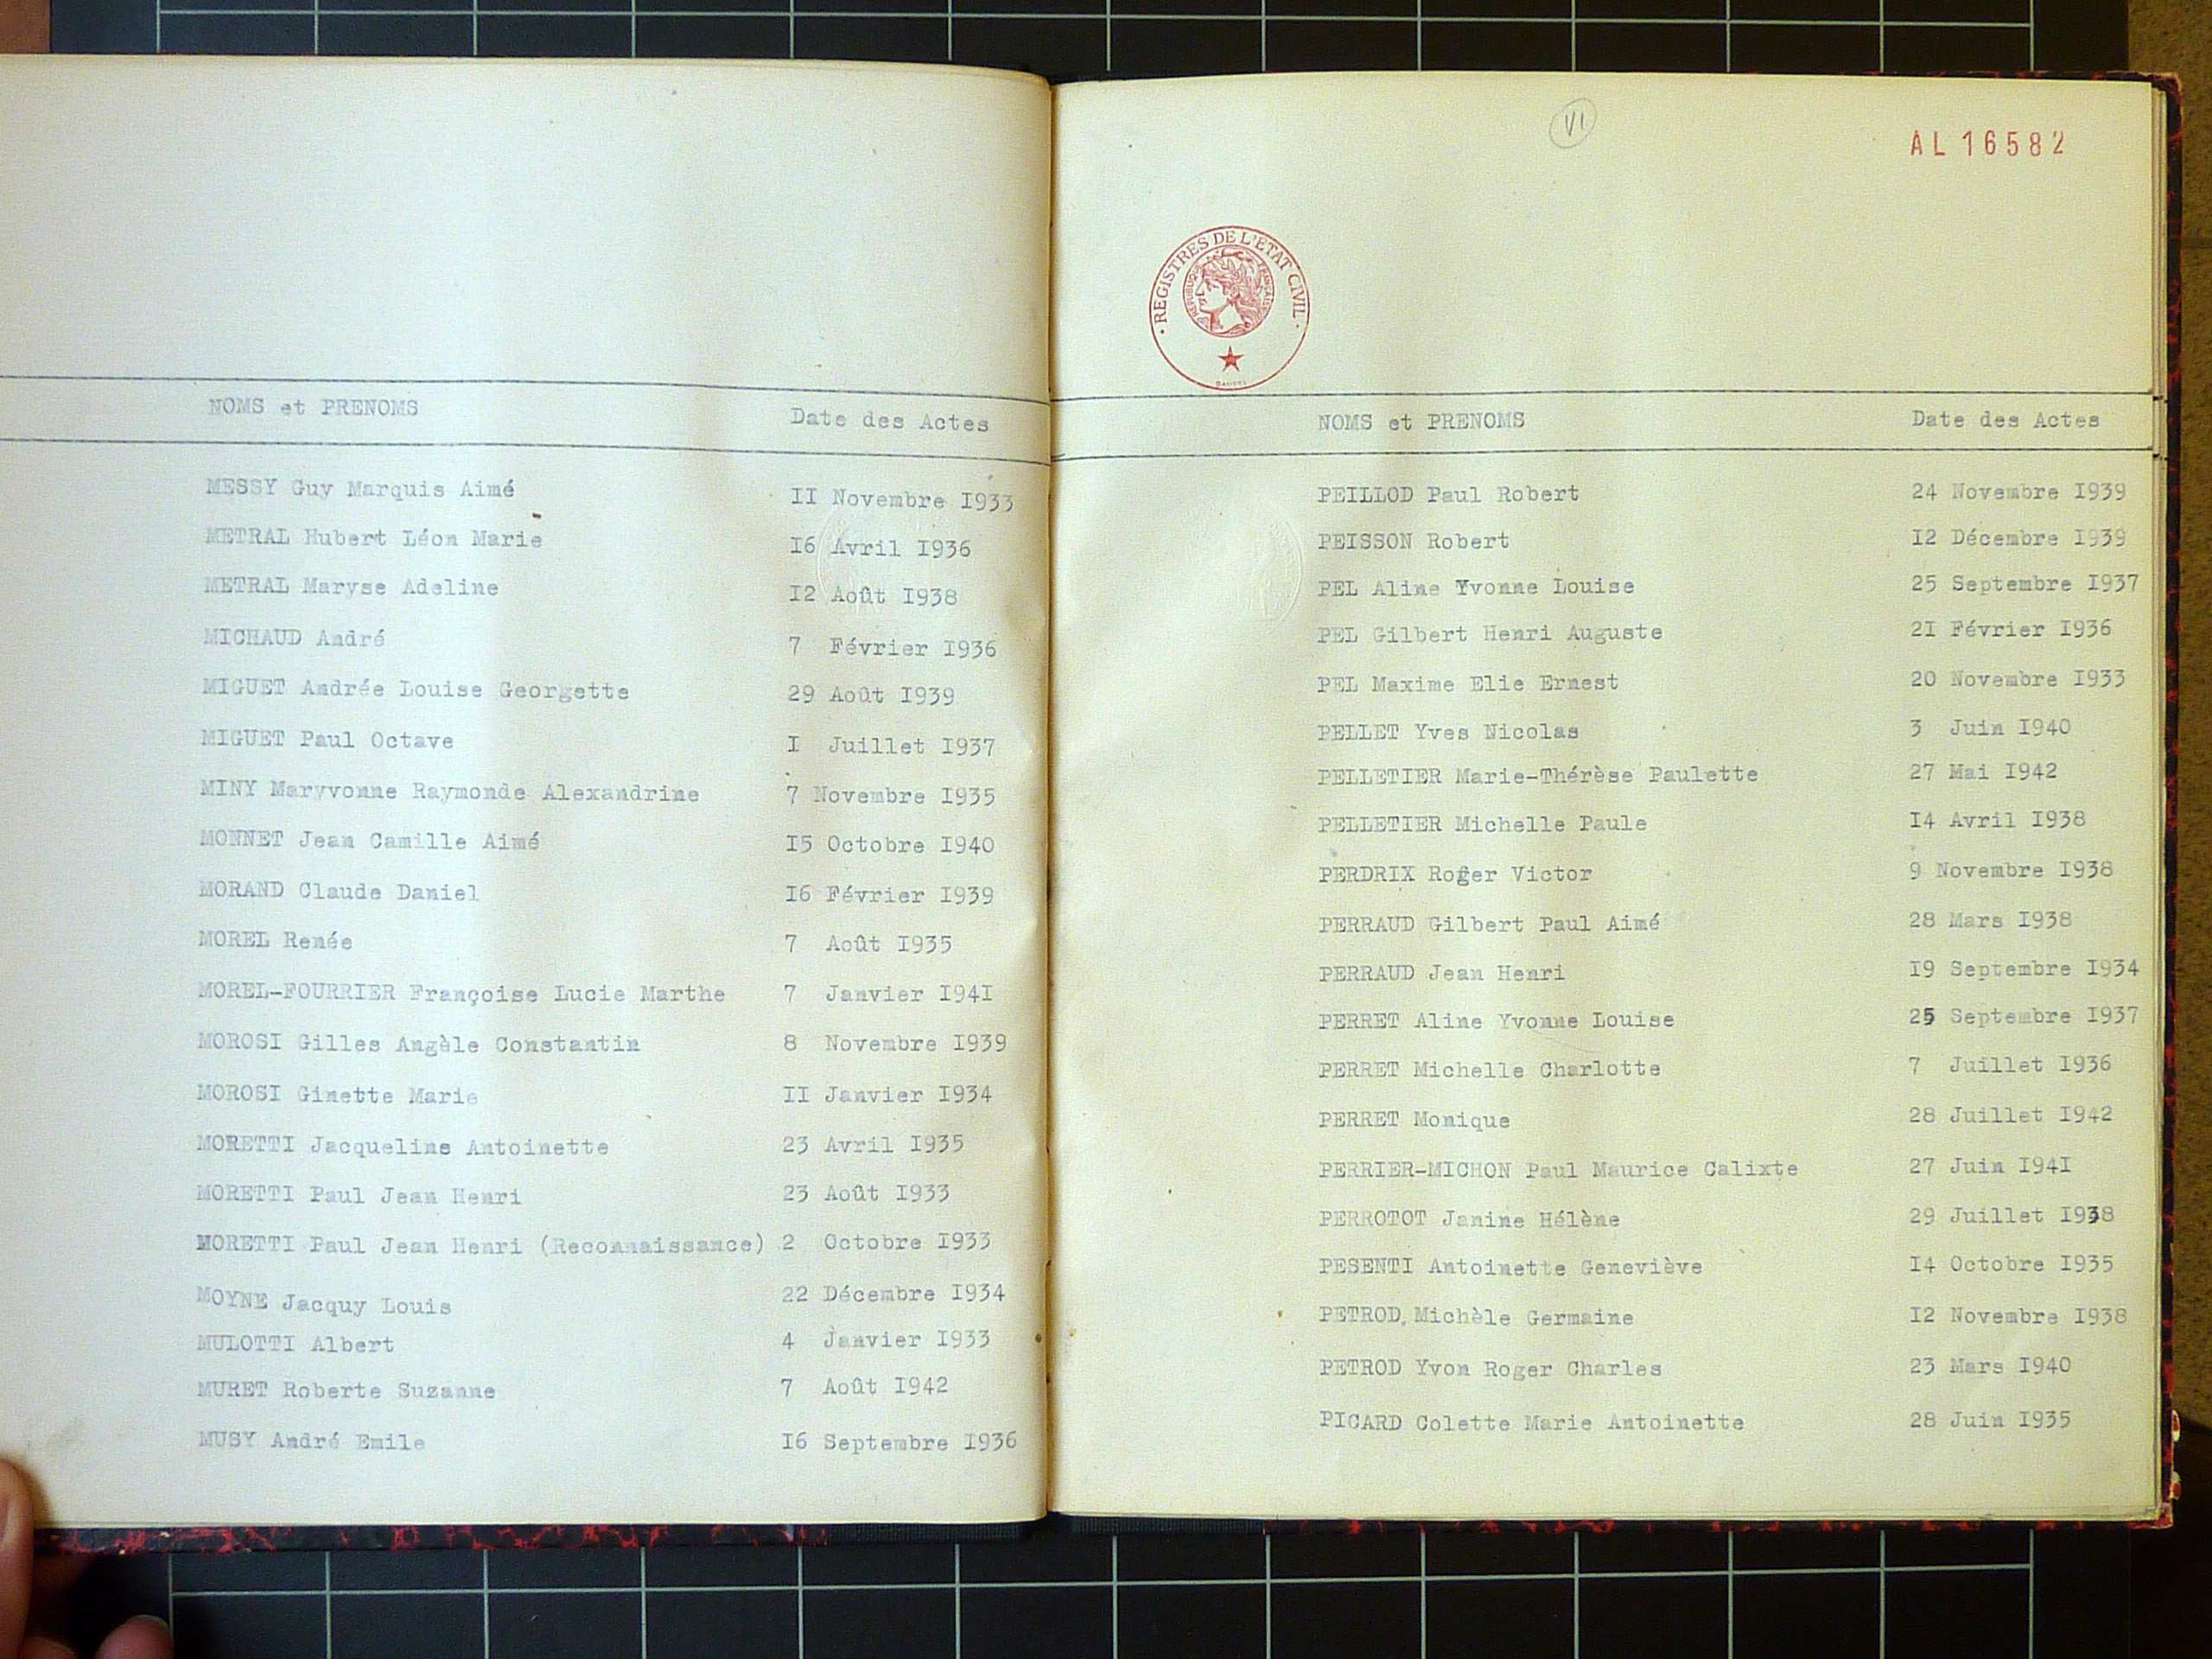 NOMS et PRENOMS Date des Actes
MESSY Guy Marquis Aimé II Novembre I933
METRAL Hubert Léon Marie I6 Avril I936
METRAL Maryse Adeline I2 Août I938
MICHAUD André 7 Février I936
MIGUET Andrée Louise Georgette 29 Août I939
MIGUET Paul Octave I Juillet I937
MINY Maryvonne Raymonde Alexandrine 7 Novembre I935
MONNET Jean Camille Aimé I5 Octobre I940
MORAND Claude Daniel I6 Février I939
MOREL Renée 7 Août I935
MOREL-FOURRIER Françoise Lucie Marthe 7 Janvier I94I
MOROSI Gilles Angèle Constantin 8 Novembre I939
MOROSI Ginette Marie II Janvier I934
MORETTI Jacqueline Antoinette 23 Avril I935
MORETTI Paul Jean Henri 23 Août I933
MORETTI Paul Jean Henri (Reconnaissance) 2 Octobre I933
MOYNE Jacquy Louis 22 Décembre I934
MULOTTI Albert 4 Janvier I933
MURET Roberte Suzanne 7 Août I942
MUSY André Emile I6 Septembre I936
VI
AL 16582
REGISTRES DE L'ETAT CIVIL
REPUBLIQUE FRANÇAISE
NOMS et PRENOMS Date des Actes
PEILLOD Paul Robert 24 Novembre I939
PEISSON Robert I2 Décembre I939
PEL Aline Yvonne Louise 25 Septembre I937
PEL Gilbert Henri Auguste 2I Février I936
PEL Maxime Elie Ernest 20 Novembre I933
PELLET Yves Nicolas 3 Juin I940
PELLETIER Marie-Thérèse Paulette 27 Mai I942
PELLETIER Michelle Paule I4 Avril I938
PERDRIX Roger Victor 9 Novembre I938
PERRAUD Gilbert Paul Aimé 28 Mars I938
PERRAUD Jean Henri I9 Septembre I934
PERRET Aline Yvonne Louise 25 Septembre I937
PERRET Michelle Charlotte 7 Juillet I936
PERRET Monique 28 Juillet I942
PERRIER-MICHON Paul Maurice Calixte 27 Juin I94I
PERROTOT Janine Hélène 29 Juillet I938
PESENTI Antoinette Geneviève I4 Octobre I935
PETROD, Michèle Germaine I2 Novembre I938
PETROD Yvon Roger Charles 23 Mars I940
PICARD Colette Marie Antoinette 28 Juin I935